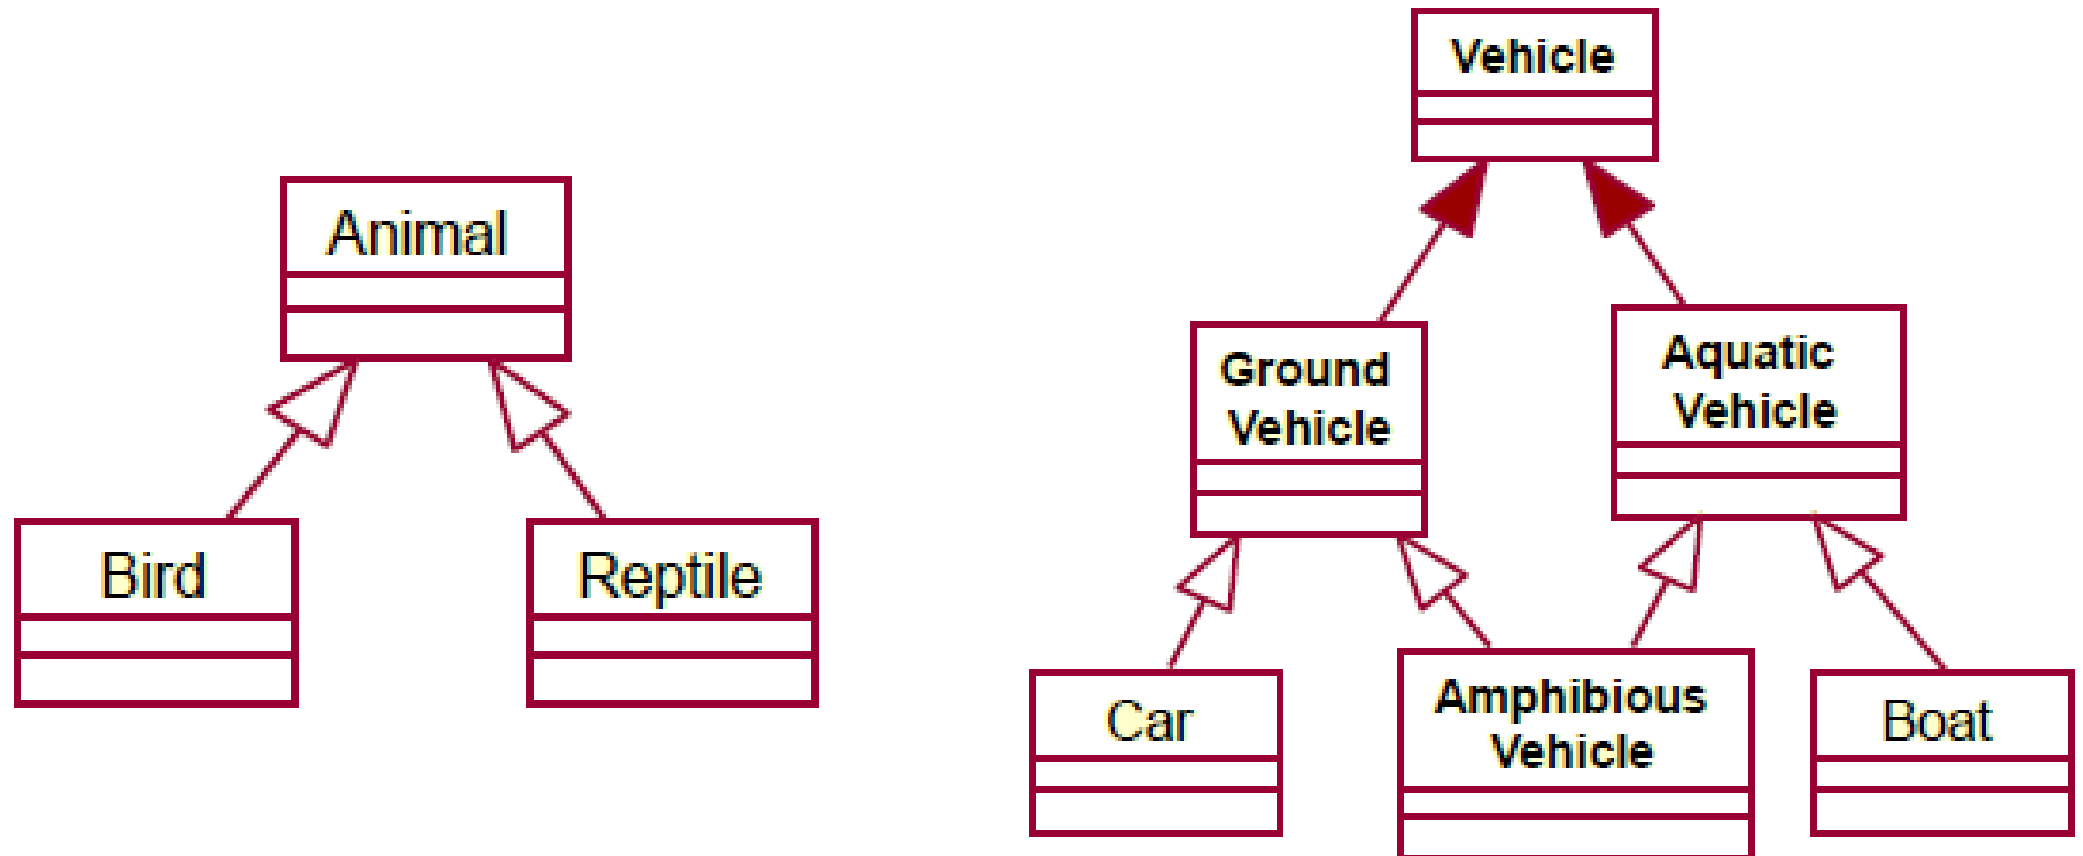 Animal
Bird
Reptile
Vehicle
Ground
Vehicle
Aquatic
Vehicle
Car
Amphibious
Vehicle
Boat